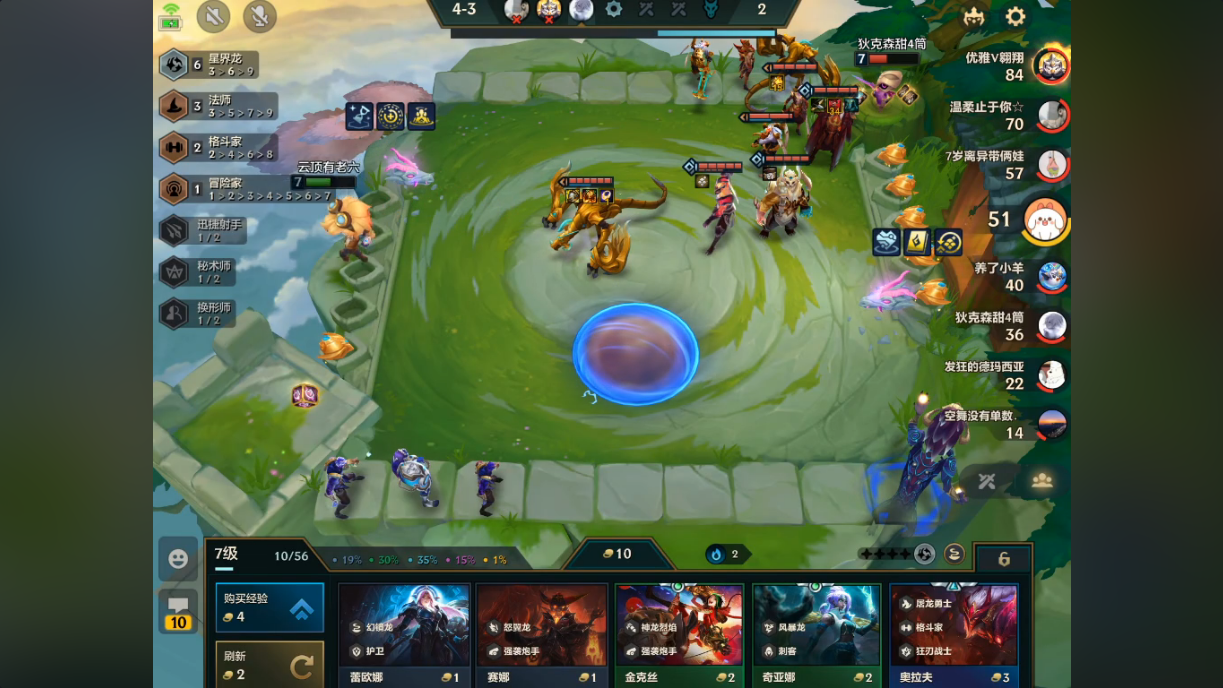 4-3
2
狄克森甜4筒
7
6 星界龙
3 > 6 > 9
3 法师
3 > 5 > 7 > 9
2 格斗家
2 > 4 > 6 > 8
1 冒险家
1 > 2 > 3 > 4 > 5 > 6 > 7
迅捷射手
1 / 2
秘术师
1 / 2
换形师
1 / 2
云顶有老六
7
优雅V翱翔
84
温柔止于你☆
70
7岁离异带俩娃
57
51
养了小羊
40
狄克森甜4筒
36
发狂的德玛西亚
22
空舞没有单数.
14
7级
10/56
19% 30% 35% 15% 1%
10
2
购买经验
4
刷新
2
10
幻镜龙
护卫
蕾欧娜 1
怒翼龙
强袭炮手
赛娜 1
神龙烈焰
强袭炮手
金克丝 2
风暴龙
刺客
奇亚娜 2
屠龙勇士
格斗家
狂刃战士
奥拉夫 3